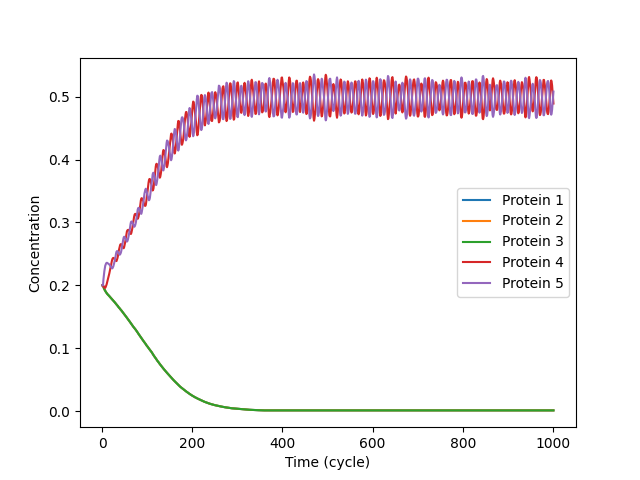 0.5
0.4
0.3
0.2
0.1
0.0
Concentration
Protein 1
Protein 2
Protein 3
Protein 4
Protein 5
0 200 400 600 800 1000
Time (cycle)